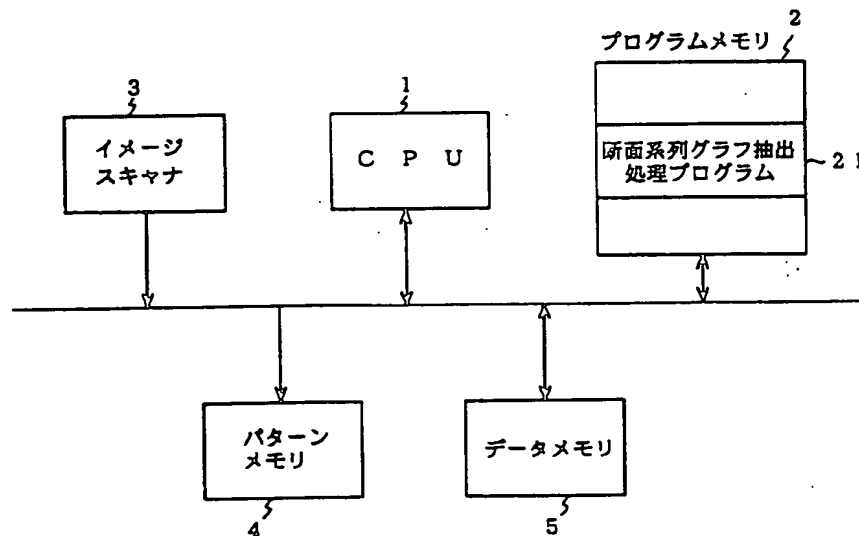 2
プログラムメモリ
3
1
イメージ
スキャナ
C P U
断面系列グラフ抽出
処理プログラム
21
パターン
メモリ
データメモリ
4
5